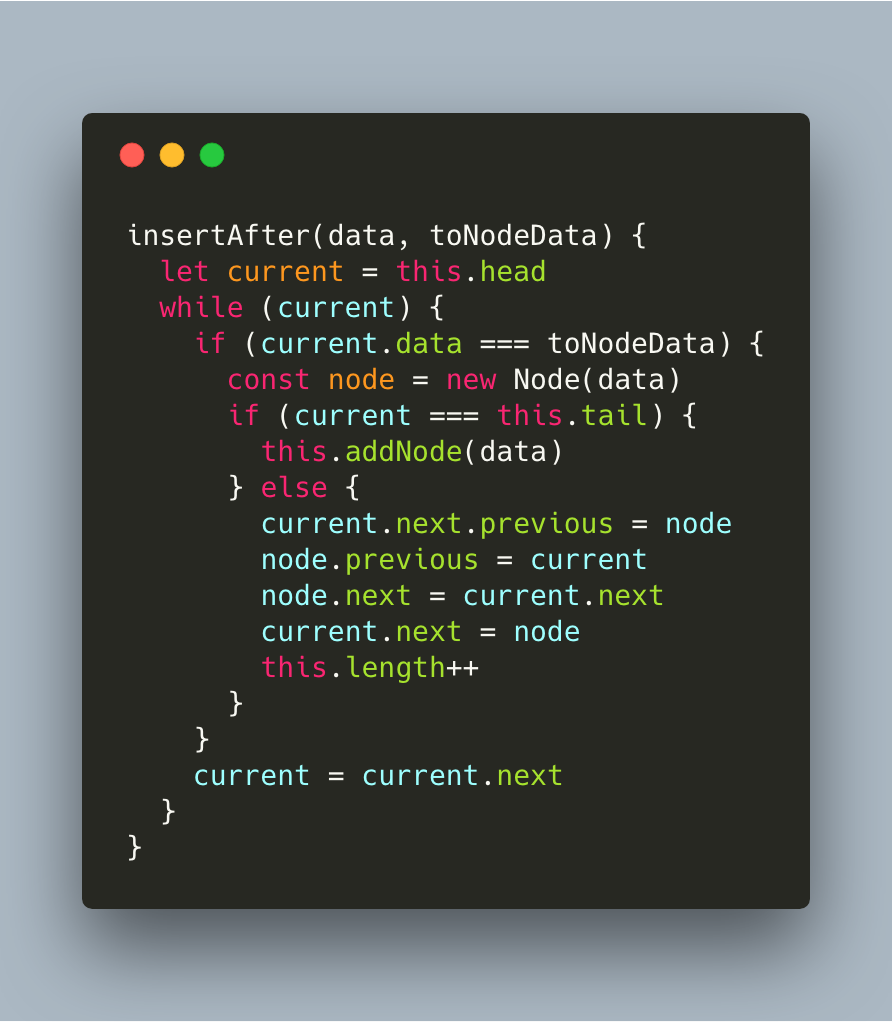 insertAfter(data, toNodeData) {
  let current = this.head
  while (current) {
    if (current.data === toNodeData) {
      const node = new Node(data)
      if (current === this.tail) {
        this.addNode(data)
      } else {
        current.next.previous = node
        node.previous = current
        node.next = current.next
        current.next = node
        this.length++
      }
    }
    current = current.next
  }
}